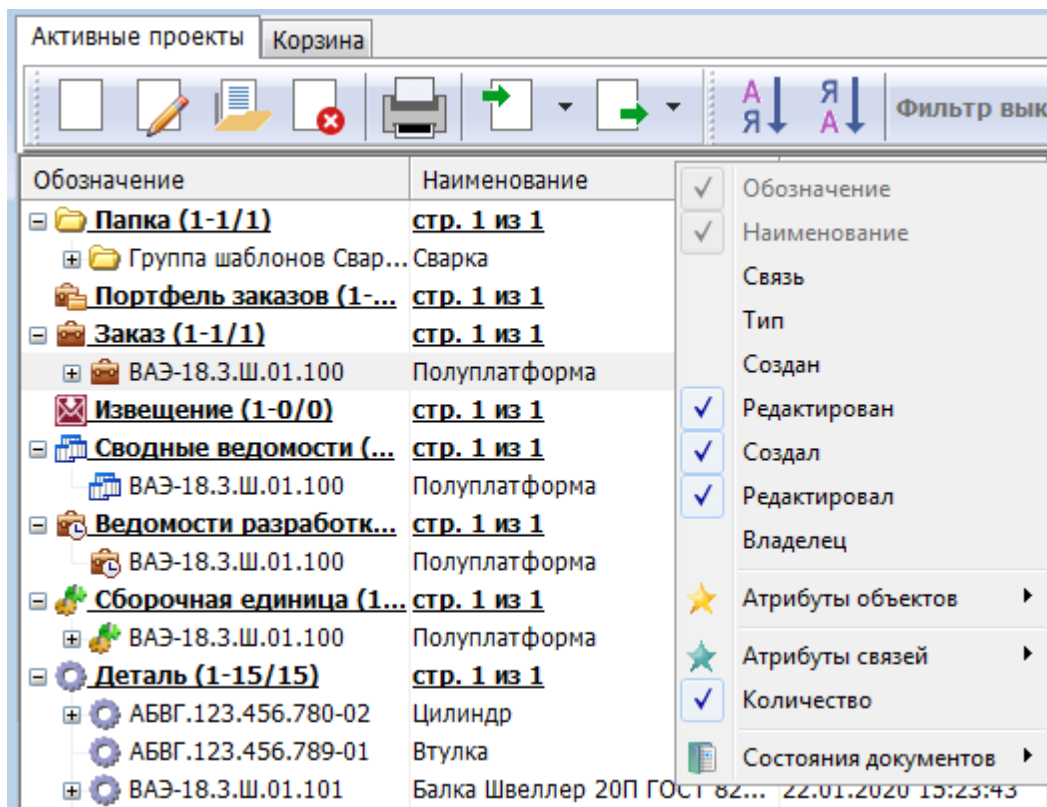 Активные проекты Корзина
А Я Я А Фильтр вык
Обозначение Наименование
Папка (1-1/1) стр. 1 из 1
Группа шаблонов Свар... Сварка
Портфель заказов (1-... стр. 1 из 1
Заказ (1-1/1) стр. 1 из 1
ВАЭ-18.3.Ш.01.100 Полуплатформа
Извещение (1-0/0) стр. 1 из 1
Сводные ведомости (... стр. 1 из 1
ВАЭ-18.3.Ш.01.100 Полуплатформа
Ведомости разработк... стр. 1 из 1
ВАЭ-18.3.Ш.01.100 Полуплатформа
Сборочная единица (1... стр. 1 из 1
ВАЭ-18.3.Ш.01.100 Полуплатформа
Деталь (1-15/15) стр. 1 из 1
АБВГ.123.456.780-02 Цилиндр
АБВГ.123.456.789-01 Втулка
ВАЭ-18.3.Ш.01.101 Балка Швеллер 20П ГОСТ 82... 22.01.2020 15:23:43
Обозначение
Наименование
Связь
Тип
Создан
Редактирован
Создал
Редактировал
Владелец
Атрибуты объектов
Атрибуты связей
Количество
Состояния документов